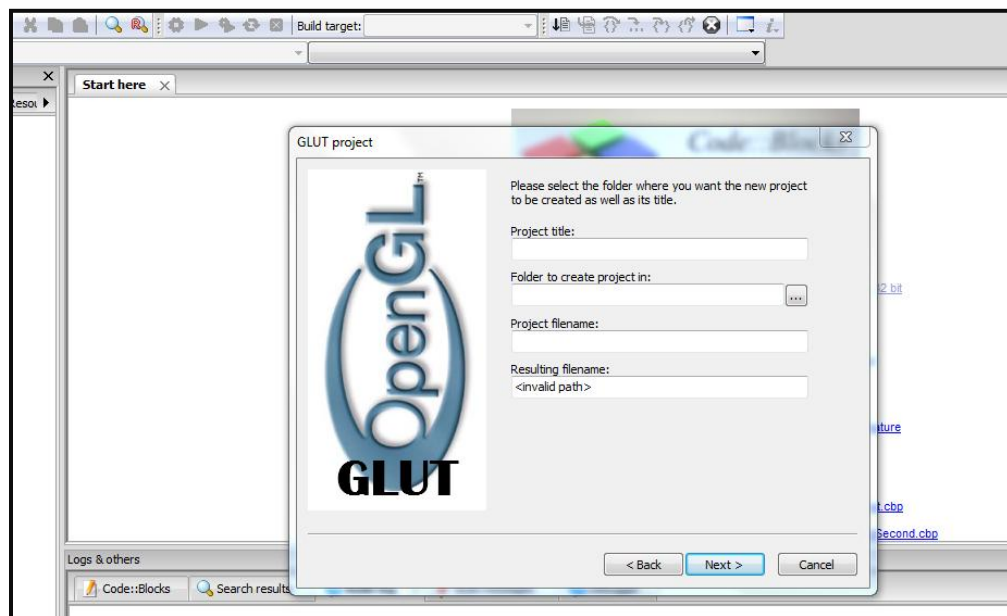 Build target:
Start here
Resou
GLUT project
Code::Blocks
OpenGL
TM
GLUT
Please select the folder where you want the new project
to be created as well as its title.
Project title:
Folder to create project in:
...
Project filename:
Resulting filename:
<invalid path>
2 bit
ature
t.cbp
Second.cbp
< Back
Next >
Cancel
Logs & others
Code::Blocks
Search results